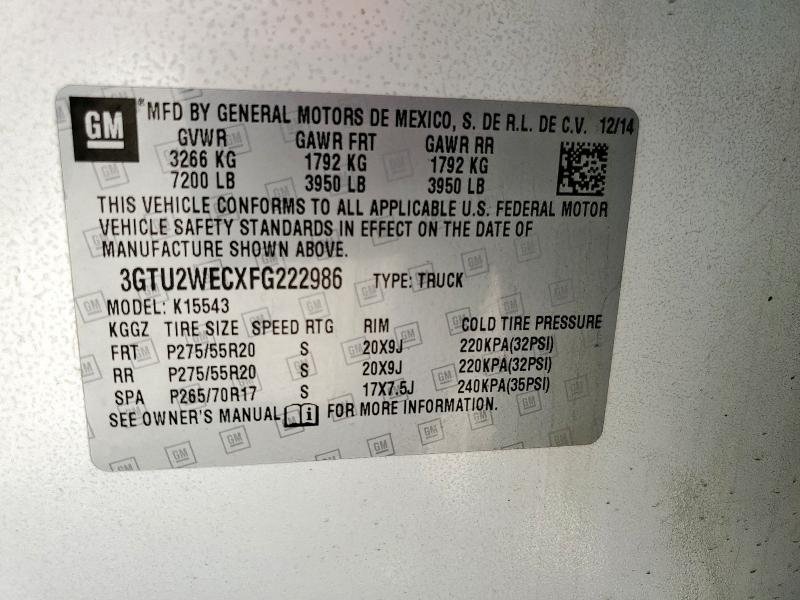 GM ® MFD BY GENERAL MOTORS DE MEXICO, S. DE R.L. DE C.V. 12/14
GVWR GAWR FRT GAWR RR
3266 KG 1792 KG 1792 KG
7200 LB 3950 LB 3950 LB
THIS VEHICLE CONFORMS TO ALL APPLICABLE U.S. FEDERAL MOTOR
VEHICLE SAFETY STANDARDS IN EFFECT ON THE DATE OF
MANUFACTURE SHOWN ABOVE.
3GTU2WECXFG222986 TYPE: TRUCK
MODEL: K15543
KGGZ TIRE SIZE SPEED RTG RIM COLD TIRE PRESSURE
FRT P275/55R20 S 20X9J 220KPA(32PSI)
RR P275/55R20 S 20X9J 220KPA(32PSI)
SPA P265/70R17 S 17X7.5J 240KPA(35PSI)
SEE OWNER'S MANUAL FOR MORE INFORMATION.